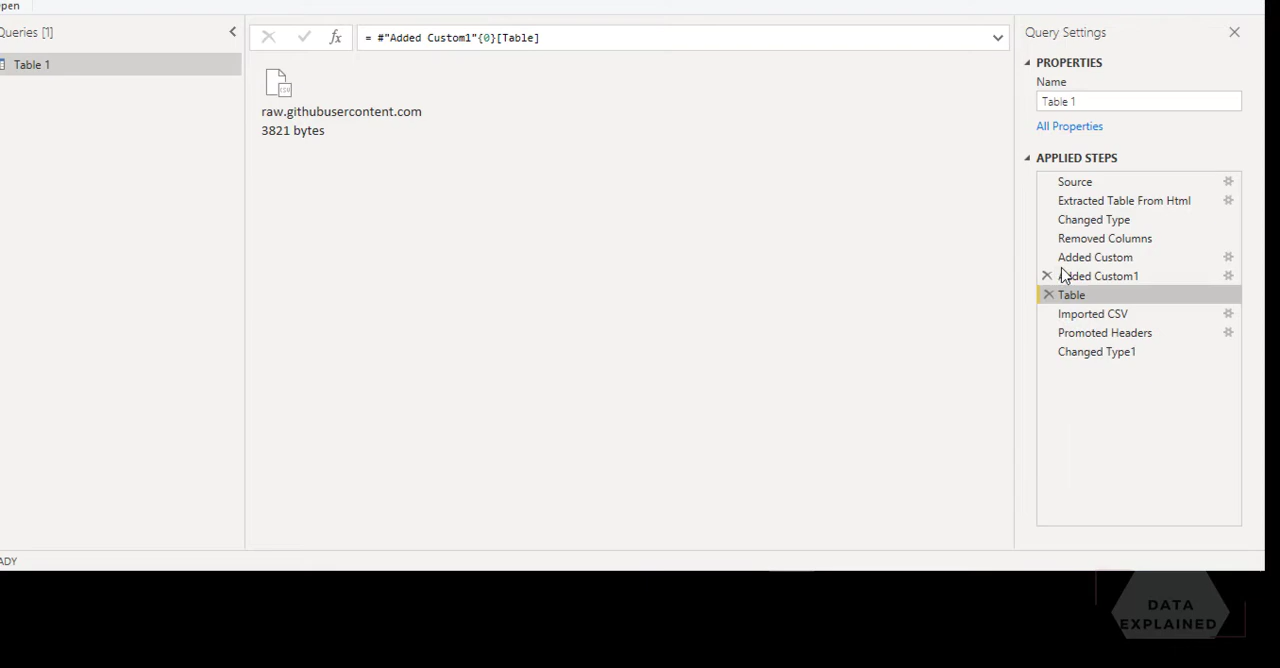 pen
Queries [1]
= #"Added Custom1"{0}[Table]
Query Settings
Table 1
CSV
raw.githubusercontent.com
3821 bytes
PROPERTIES
Name
Table 1
All Properties
APPLIED STEPS
Source
Extracted Table From Html
Changed Type
Removed Columns
Added Custom
Added Custom1
Table
Imported CSV
Promoted Headers
Changed Type1
ADY
DATA
EXPLAINED